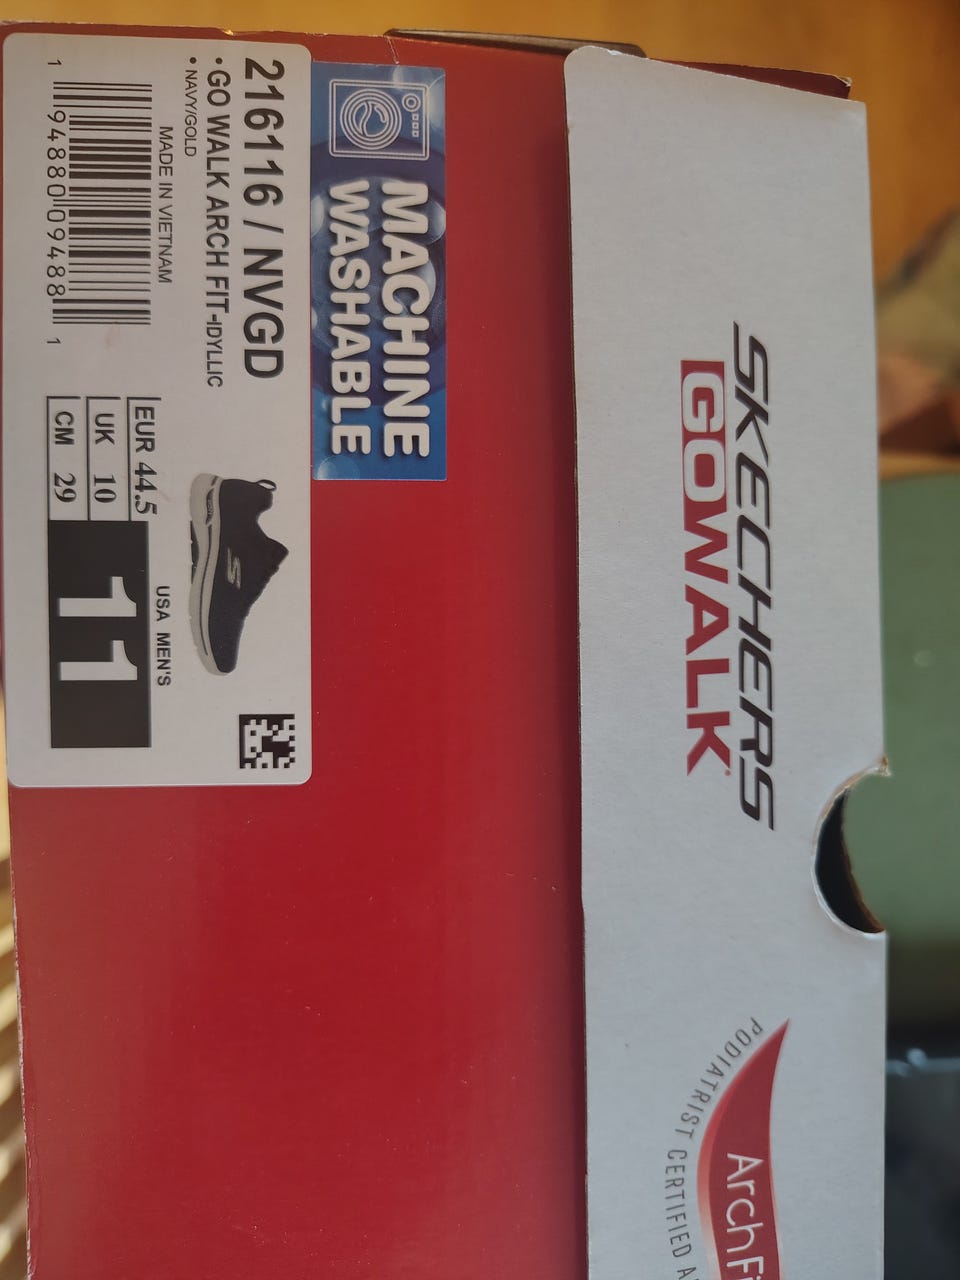 SKECHERS
GOWALK
ArchFi
PODIATRIST CERTIFIED A
MACHINE
WASHABLE
216116 / NVGD
• GO WALK ARCH FIT-IDYLLIC
• NAVY/GOLD
MADE IN VIETNAM
1 94880 09488 1
EUR 44.5
UK 10
CM 29
USA MEN'S
11